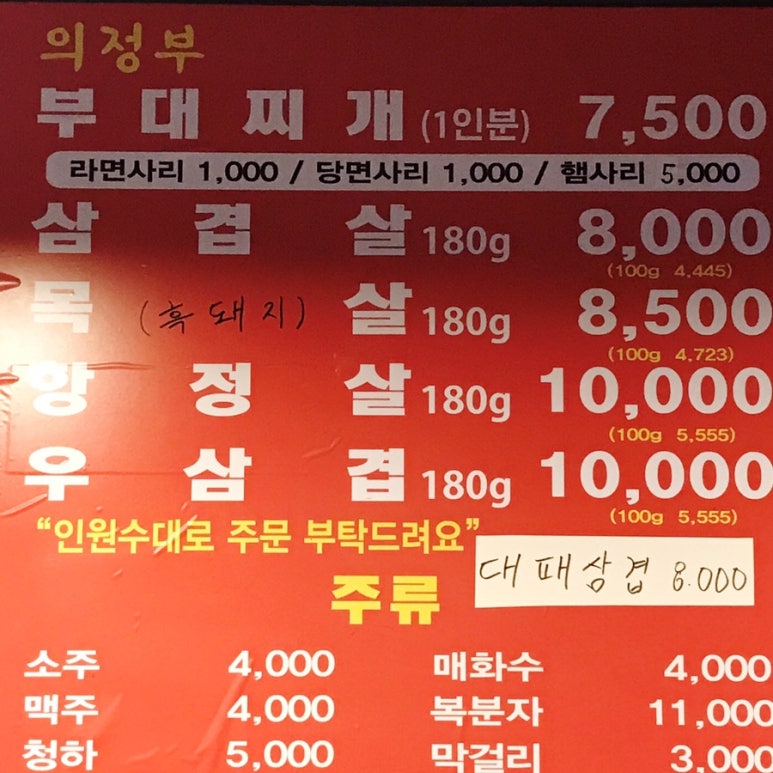 의정부
부대찌개 (1인분) 7,500
라면사리 1,000 / 당면사리 1,000 / 햄사리 5,000
삼겹살 180g 8,000
(100g 4.445)
목(흑돼지)살 180g 8,500
(100g 4.723)
항정살 180g 10,000
(100g 5,555)
우삼겹 180g 10,000
(100g 5,555)
“인원수대로 주문 부탁드려요”
대패삼겹 8.000
주류
소주 4,000 매화수 4,000
맥주 4,000 복분자 11,000
청하 5,000 막걸리 3,000